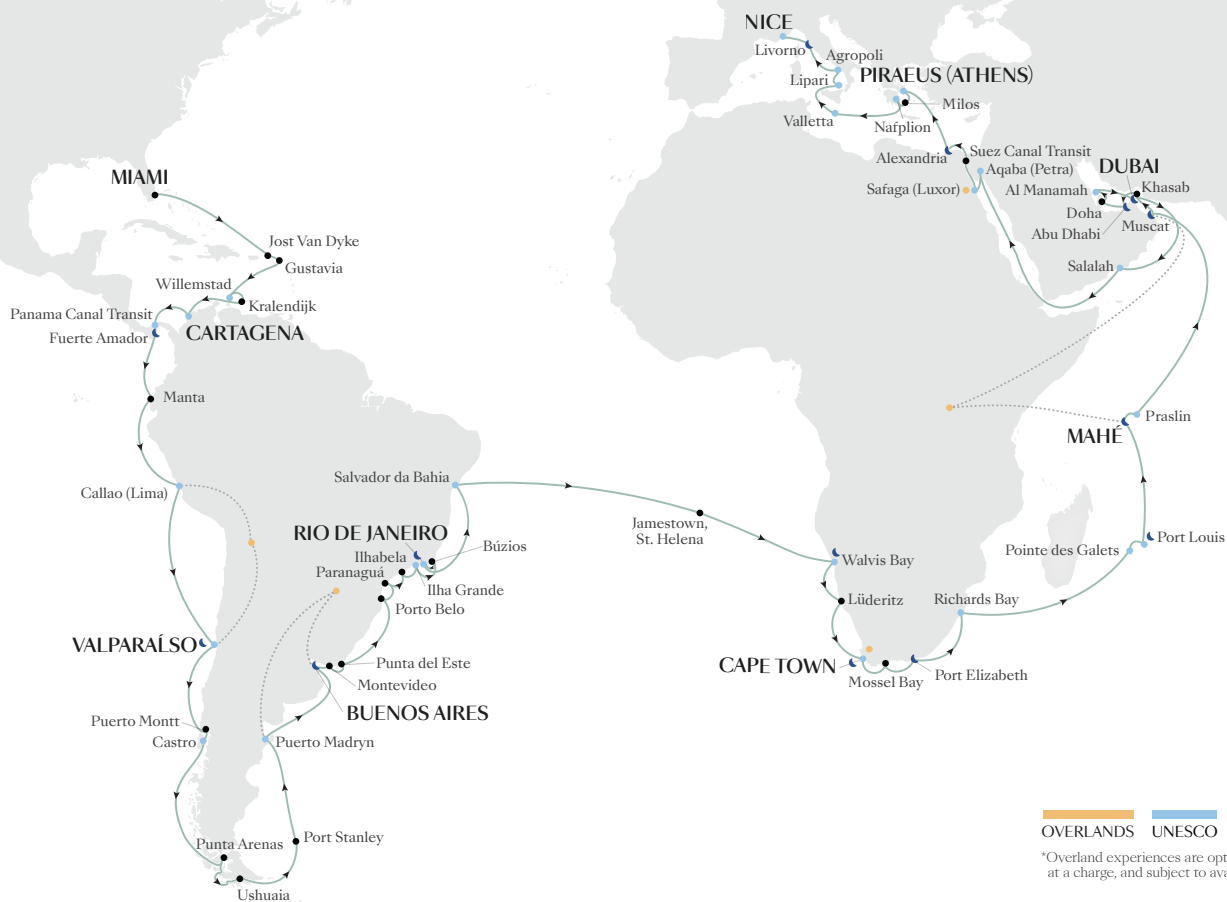 NICE
Livorno
Agropoli
PIRAEUS (ATHENS)
Lipari
Milos
Valletta
Nafplion
Alexandria
Suez Canal Transit
Aqaba (Petra)
DUBAI
Safaga (Luxor)
Al Manamah
Khasab
Doha
Abu Dhabi
Muscat
Salalah
MIAMI
Jost Van Dyke
Gustavia
Willemstad
Kralendijk
Panama Canal Transit
CARTAGENA
Fuerte Amador
Manta
Praslin
MAHÉ
Callao (Lima)
Salvador da Bahia
Jamestown,
St. Helena
RIO DE JANEIRO
Búzios
Ilhabela
Paranaguá
Ilha Grande
Porto Belo
Walvis Bay
Port Louis
Pointe des Galets
Lüderitz
Richards Bay
VALPARAÍSO
Punta del Este
Montevideo
CAPE TOWN
Mossel Bay
Port Elizabeth
BUENOS AIRES
Puerto Montt
Castro
Puerto Madryn
Port Stanley
Punta Arenas
Ushuaia
OVERLANDS UNESCO
*Overland experiences are opt
at a charge, and subject to ava